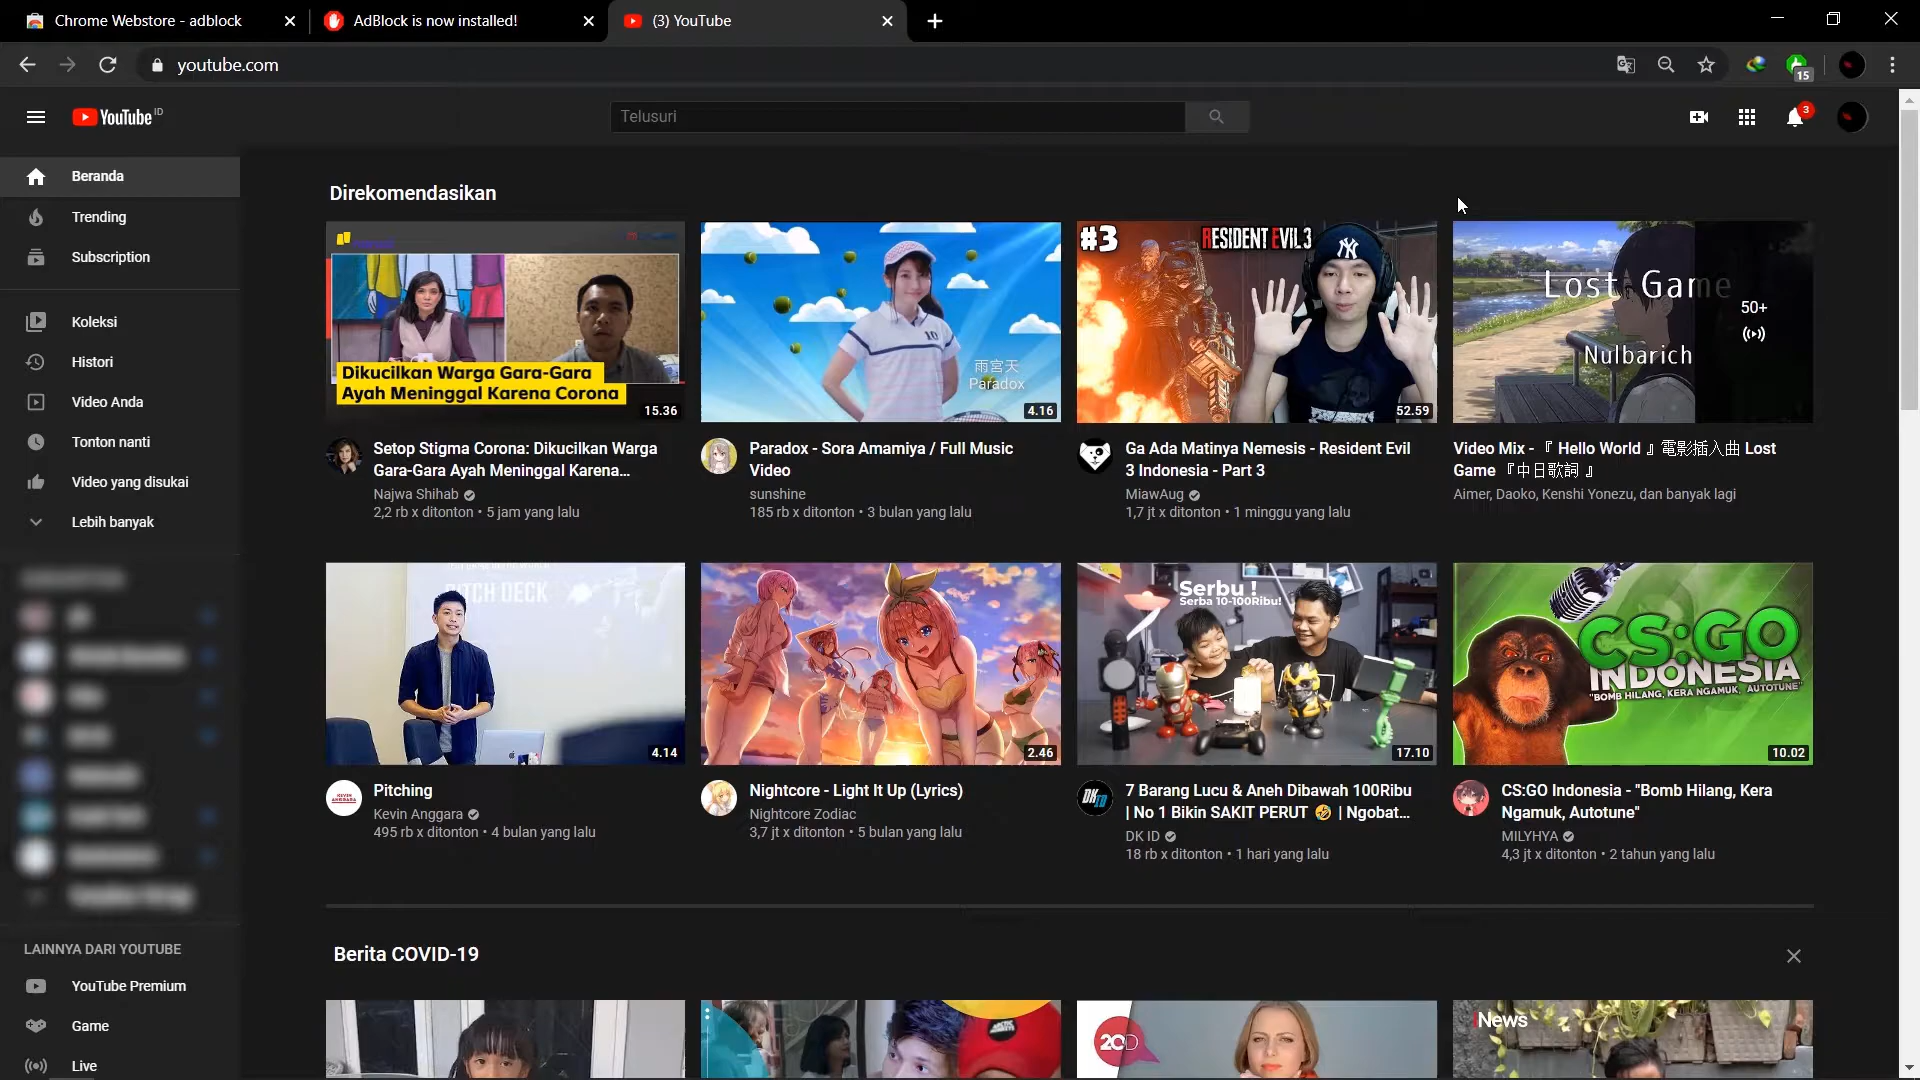 Chrome Webstore - adblock
AdBlock is now installed!
(3) YouTube
youtube.com
15
YouTube ID
Telusuri
3
Beranda
Trending
Subscription
Koleksi
Histori
Video Anda
Tonton nanti
Video yang disukai
Lebih banyak
LAINNYA DARI YOUTUBE
YouTube Premium
Game
Live
Direkomendasikan
Dikucilkan Warga Gara-Gara
Ayah Meninggal Karena Corona
15.36
Setop Stigma Corona: Dikucilkan Warga
Gara-Gara Ayah Meninggal Karena...
Najwa Shihab
2,2 rb x ditonton • 5 jam yang lalu
10
雨宮天
Paradox
4.16
Paradox - Sora Amamiya / Full Music
Video
sunshine
185 rb x ditonton • 3 bulan yang lalu
#3
RESIDENT EVIL 3
52.59
Ga Ada Matinya Nemesis - Resident Evil
3 Indonesia - Part 3
MiawAug
1,7 jt x ditonton • 1 minggu yang lalu
Lost Game
Nulbarich
50+
Video Mix - 『 Hello World 』電影插入曲 Lost
Game 『中日歌詞 』
Aimer, Daoko, Kenshi Yonezu, dan banyak lagi
PITCH DECK
4.14
Pitching
Kevin Anggara
495 rb x ditonton • 4 bulan yang lalu
2.46
Nightcore - Light It Up (Lyrics)
Nightcore Zodiac
3,7 jt x ditonton • 5 bulan yang lalu
Serbu !
Serba 10-100Ribu!
17.10
DK ID
7 Barang Lucu & Aneh Dibawah 100Ribu
| No 1 Bikin SAKIT PERUT 🤣 | Ngobat...
DK ID
18 rb x ditonton • 1 hari yang lalu
CS:GO
INDONESIA
"BOMB HILANG, KERA NGAMUK, AUTOTUNE"
10.02
CS:GO Indonesia - "Bomb Hilang, Kera
Ngamuk, Autotune"
MILYHYA
4,3 jt x ditonton • 2 tahun yang lalu
Berita COVID-19
20D
News